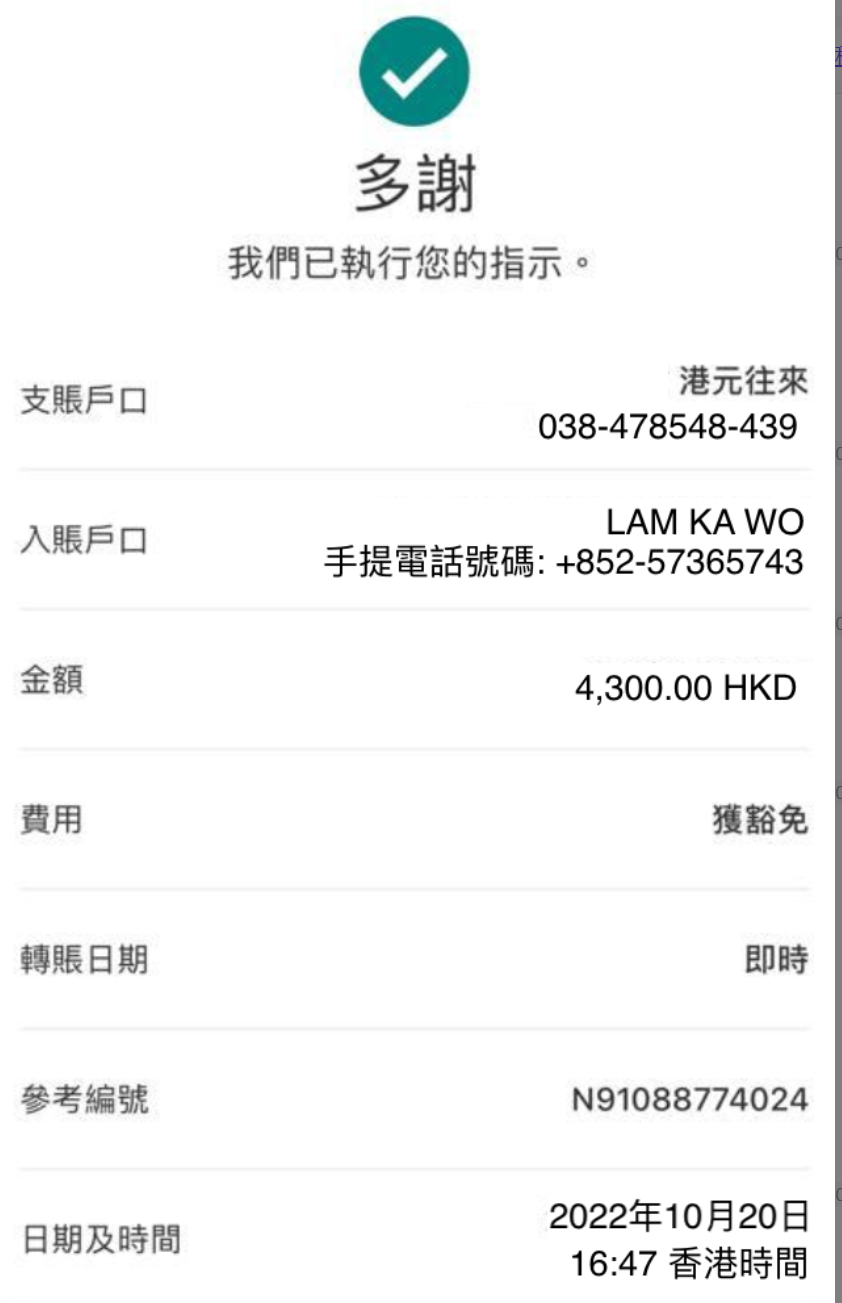 多謝
我們已執行您的指示。
支賬戶口
港元往來
038-478548-439
入賬戶口
LAM KA WO
手提電話號碼: +852-57365743
金額
4,300.00 HKD
費用
獲豁免
轉賬日期
即時
參考編號
N91088774024
日期及時間
2022年10月20日
16:47 香港時間